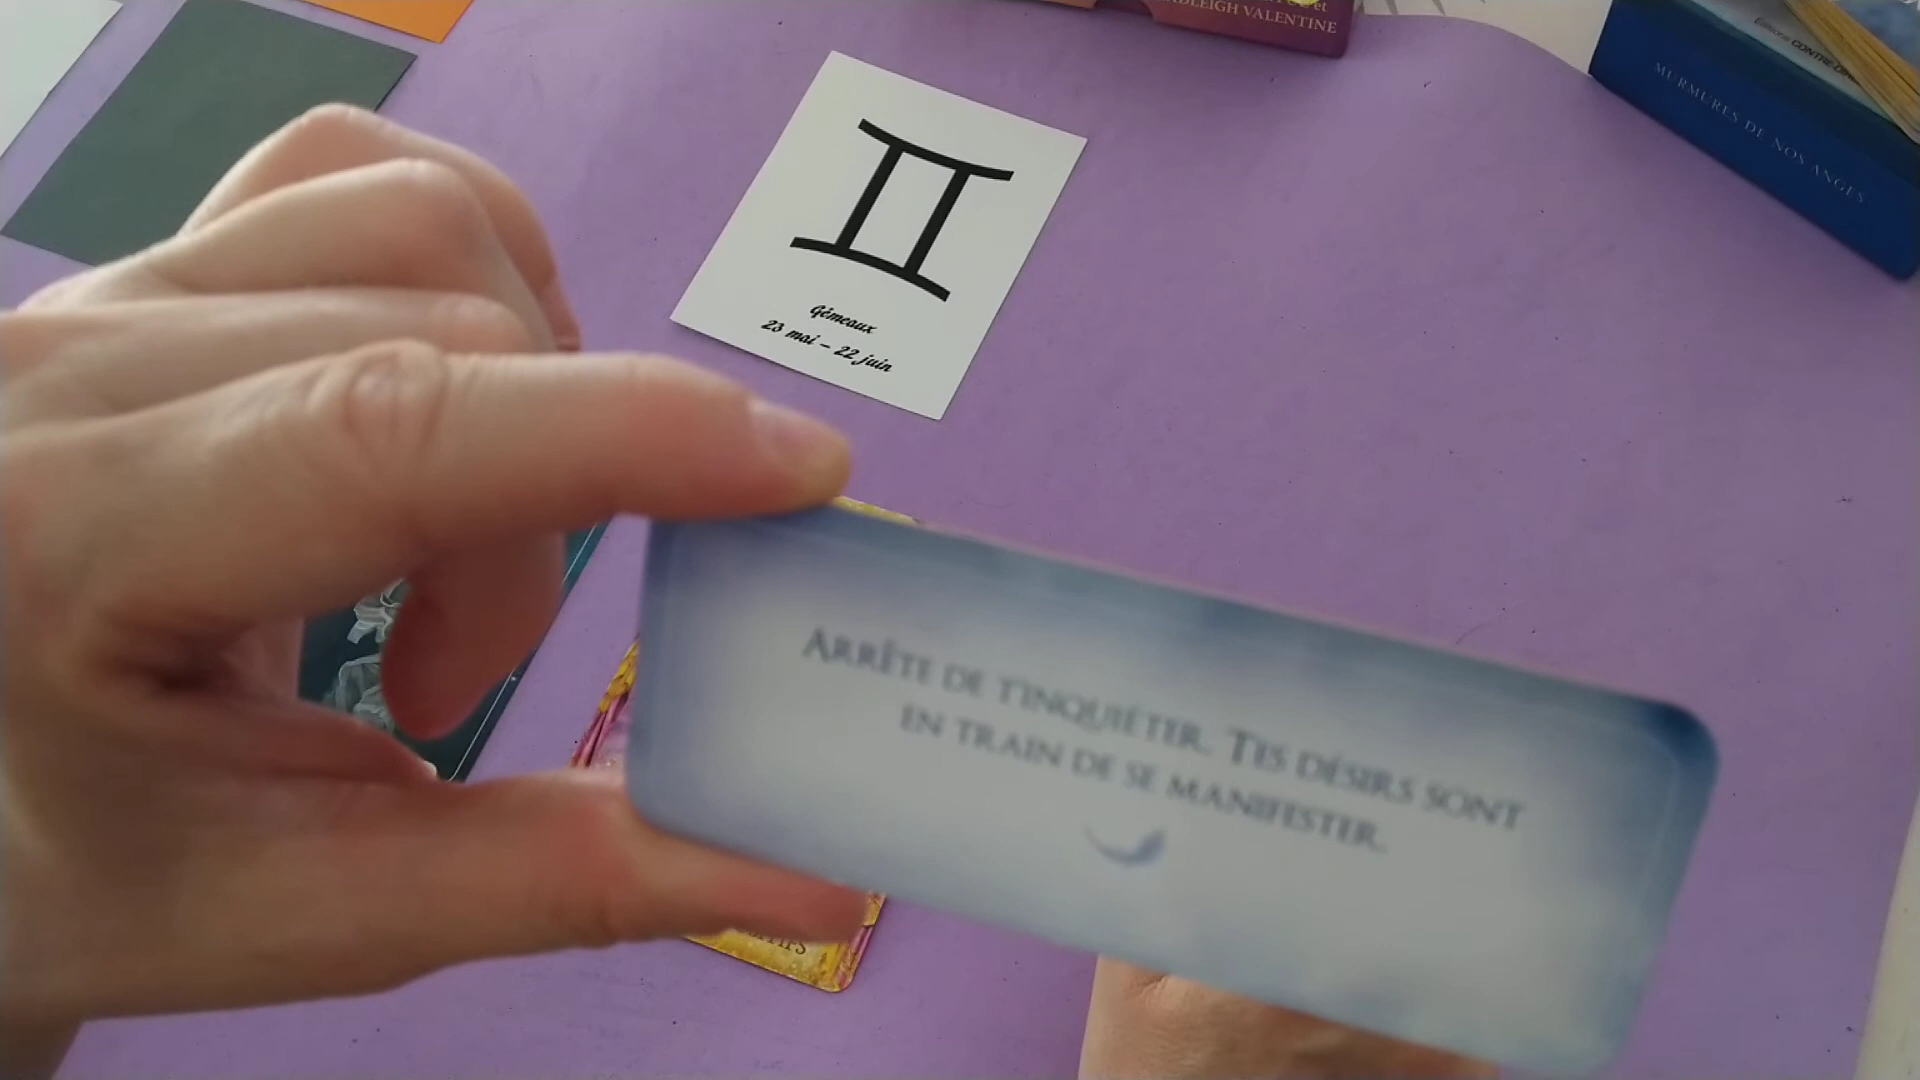 LEIGH VALENTINE
MURMURES DE NOS ANGES
Gémeaux
23 mai – 22 juin
ARRÊTE DE T'INQUIÉTER. TES DÉSIRS SONT
EN TRAIN DE SE MANIFESTER.